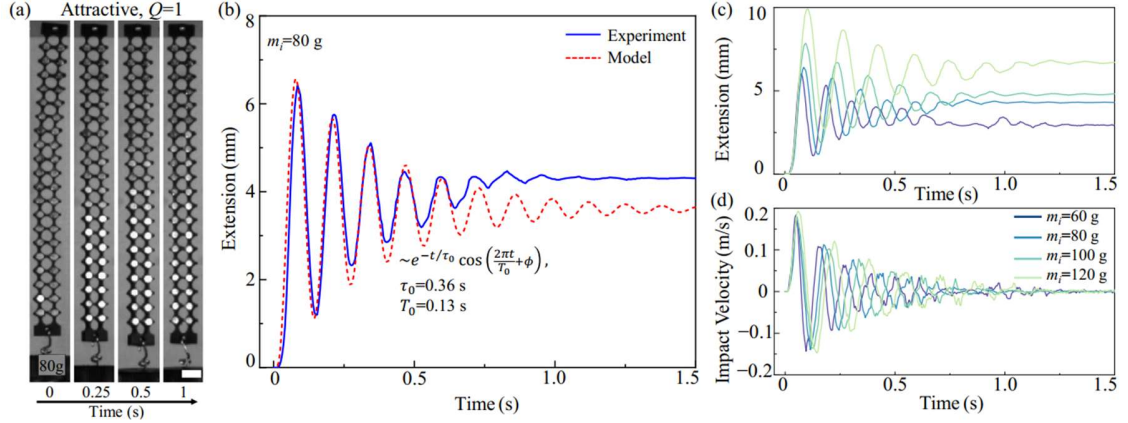 (a)
Attractive, Q=1
80g
0 0.25 0.5 1
Time (s)
(b)
m_i=80 g
Experiment
Model
~e^{-t/τ_0} cos(2πt/T_0 + ϕ),
τ_0=0.36 s
T_0=0.13 s
8
6
4
2
0
Extension (mm)
0 0.5 1.0 1.5
Time (s)
(c)
10
5
0
Extension (mm)
0 0.5 1.0 1.5
Time (s)
(d)
0.2
0.1
0
−0.1
−0.2
Impact Velocity (m/s)
m_i=60 g
m_i=80 g
m_i=100 g
m_i=120 g
0 0.5 1.0 1.5
Time (s)